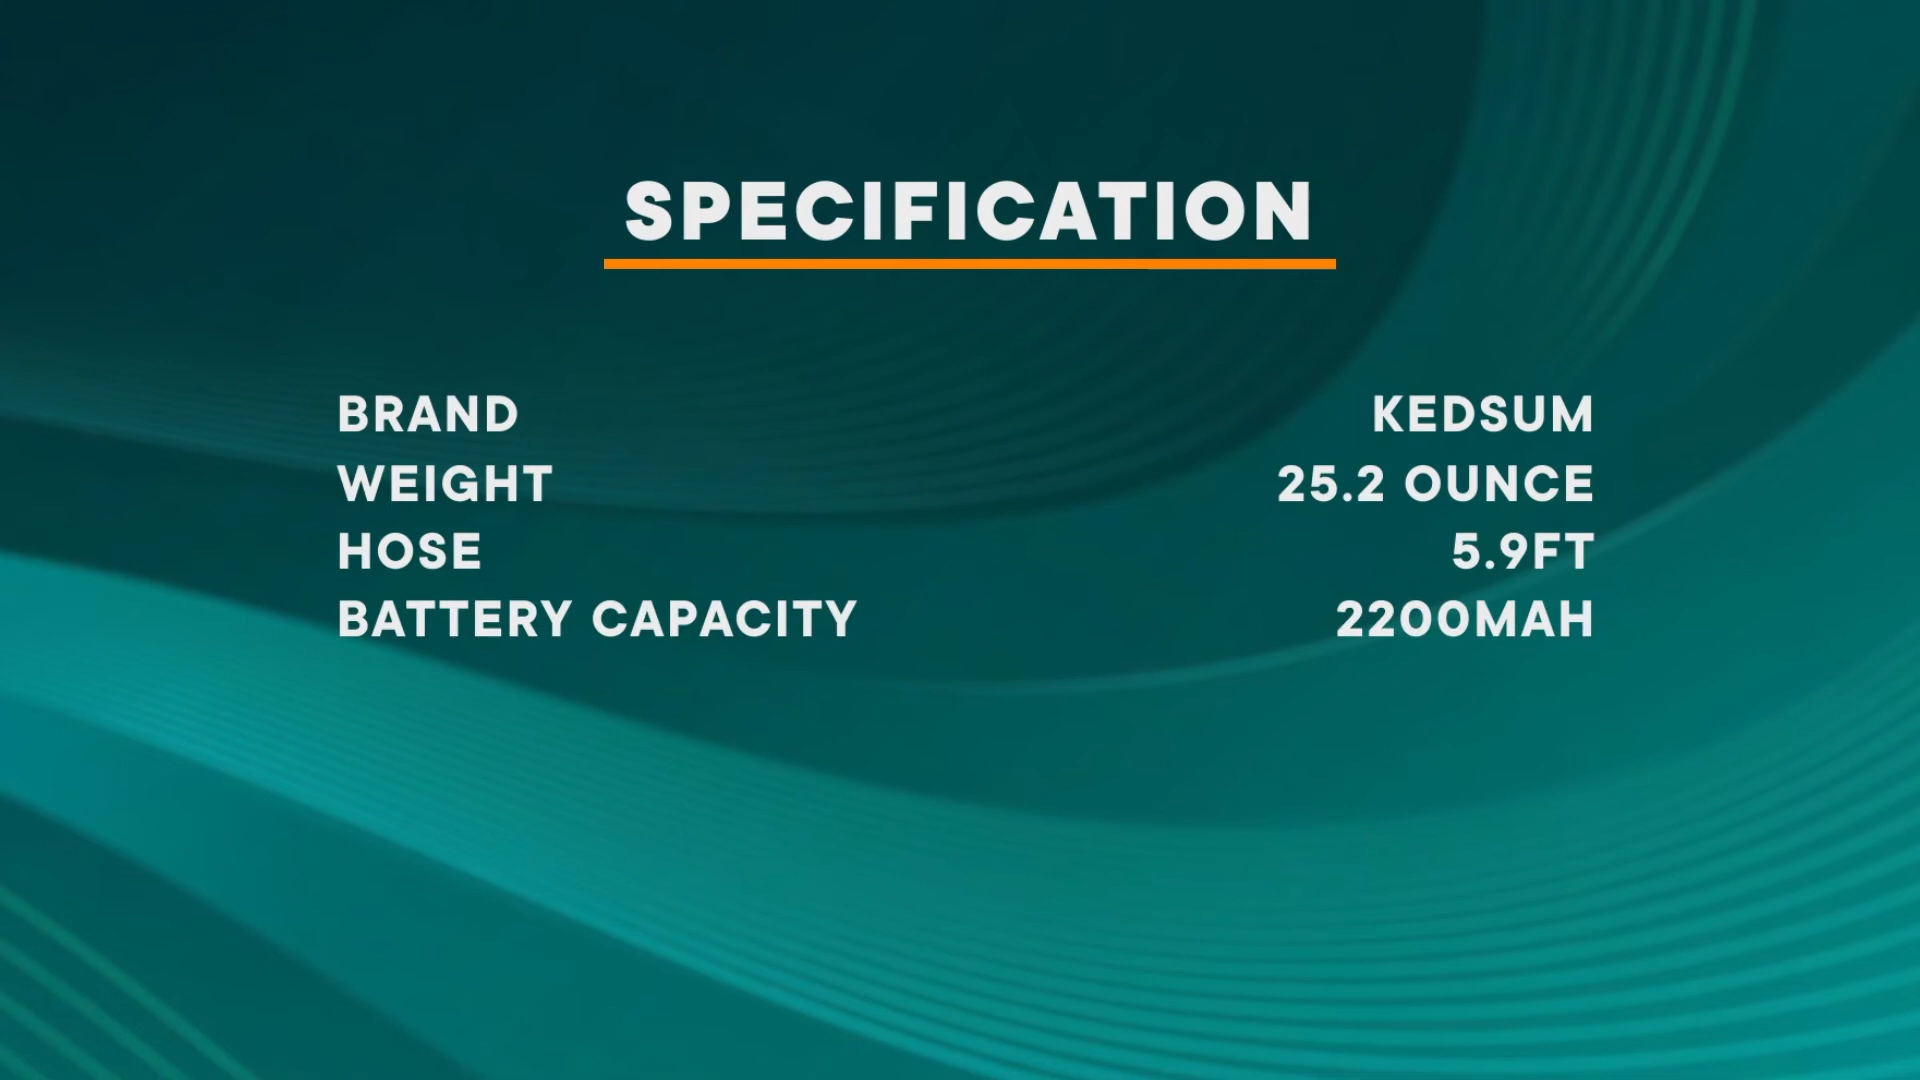 SPECIFICATION
BRAND KEDSUM
WEIGHT 25.2 OUNCE
HOSE 5.9FT
BATTERY CAPACITY 2200MAH